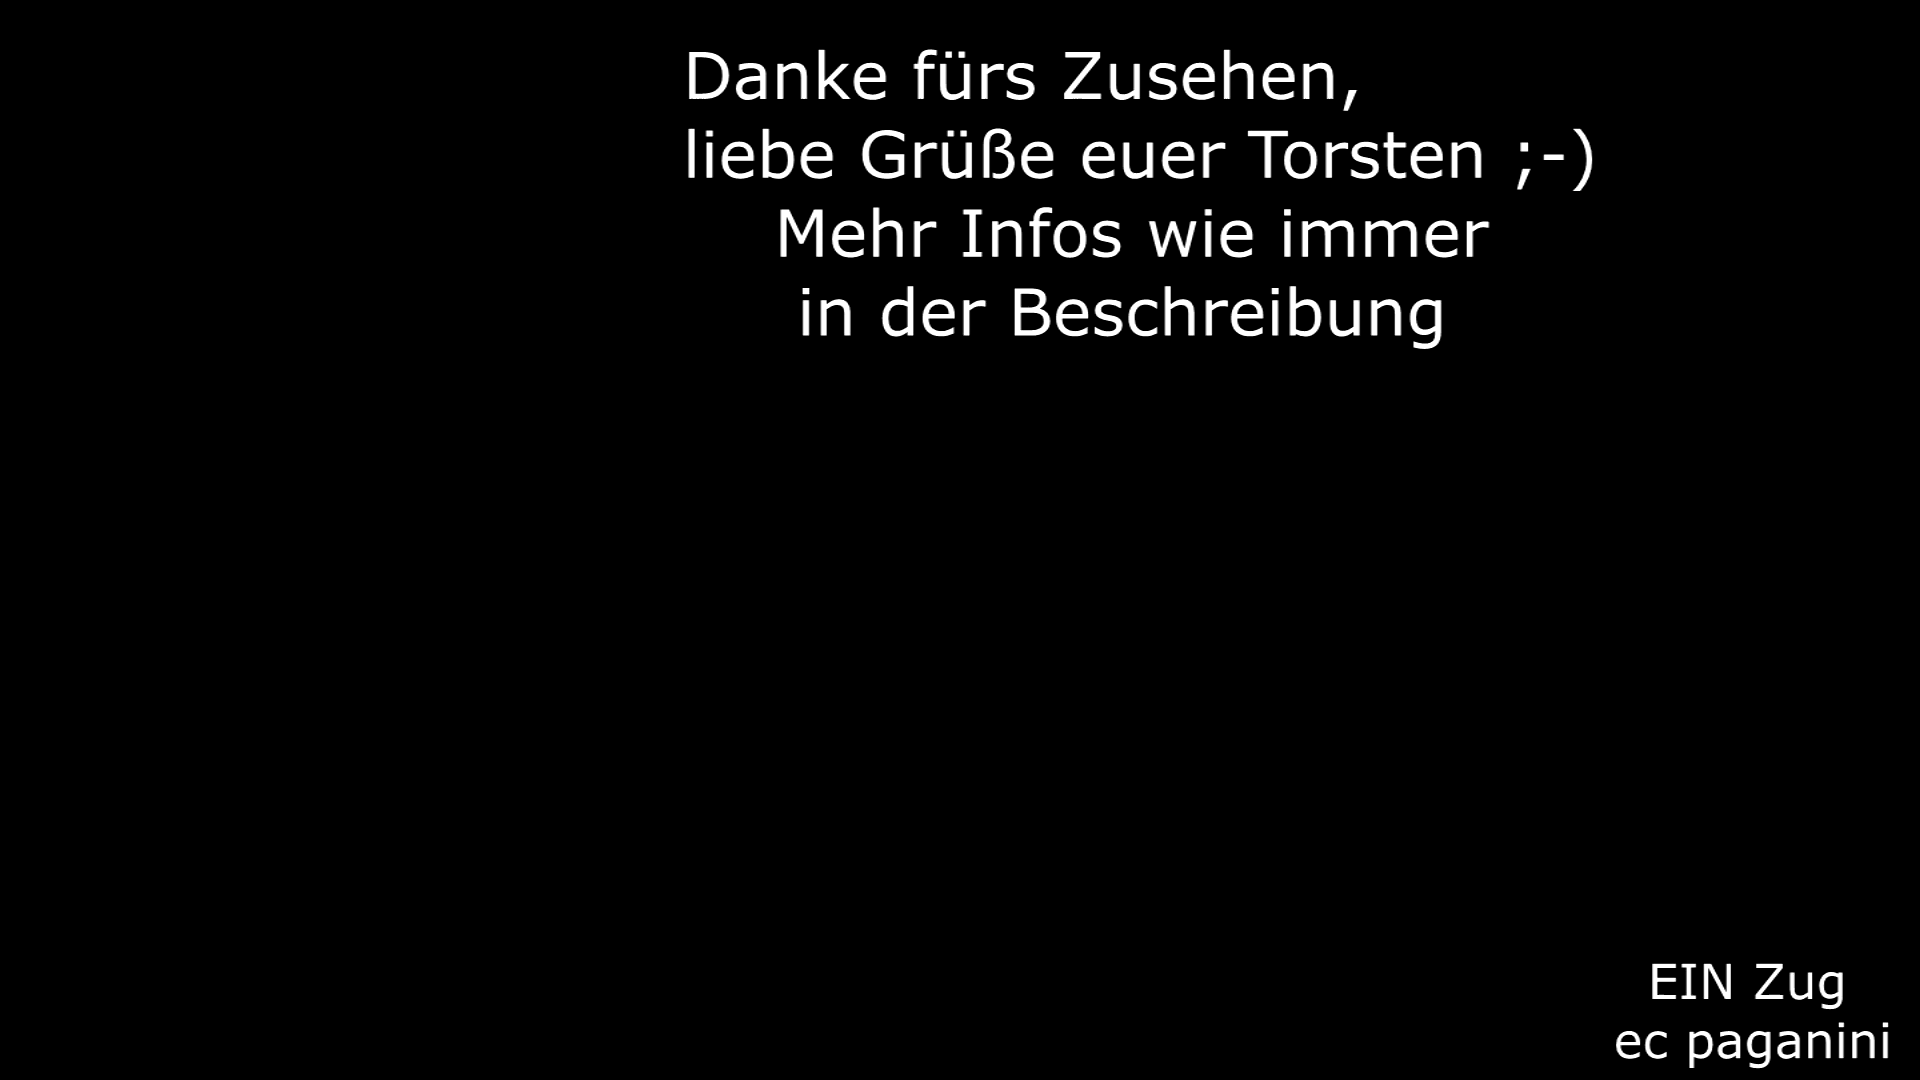 Danke fürs Zusehen,
liebe Grüße euer Torsten ;-)
Mehr Infos wie immer
in der Beschreibung
EIN Zug
ec paganini